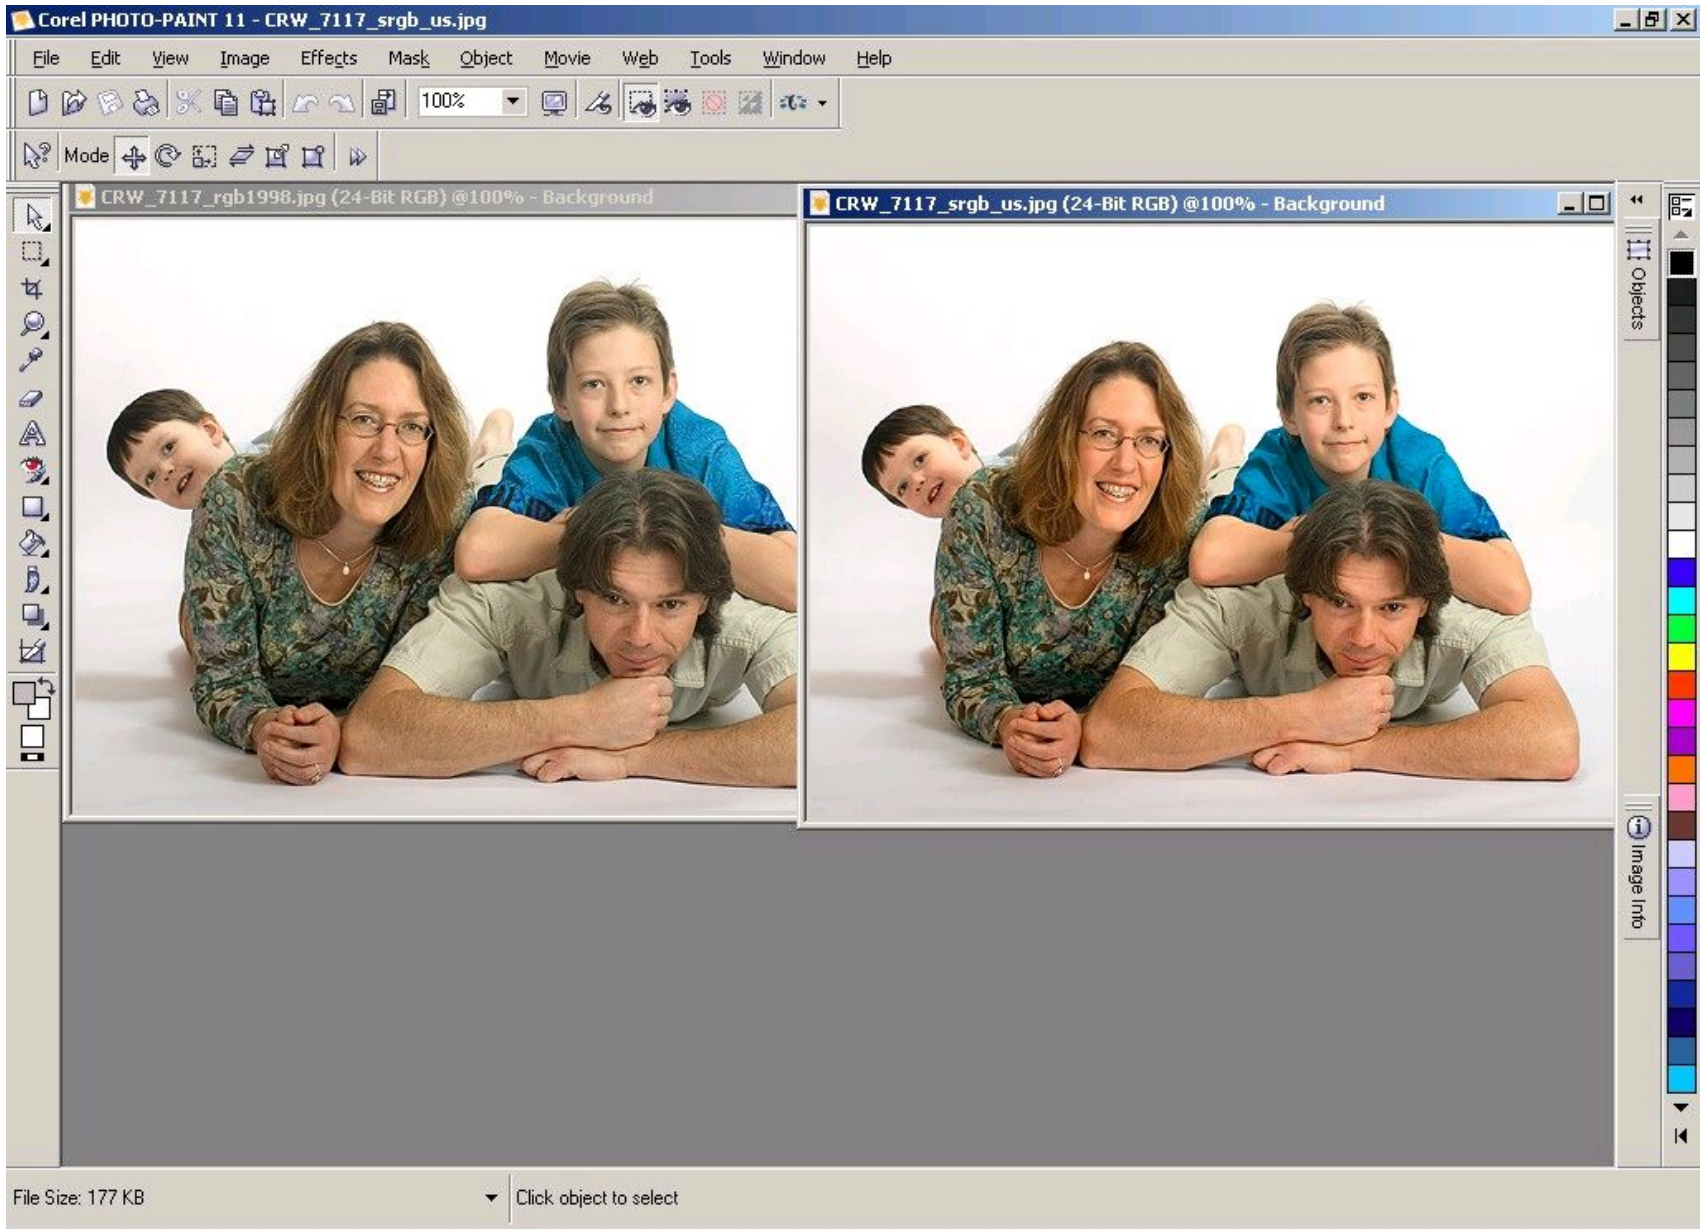 Corel PHOTO-PAINT 11 - CRW_7117_srgb_us.jpg
File Edit View Image Effects Mask Object Movie Web Tools Window Help
100%
Mode
CRW_7117_rgb1998.jpg (24-Bit RGB) @100% - Background
CRW_7117_srgb_us.jpg (24-Bit RGB) @100% - Background
Objects
Image Info
File Size: 177 KB
Click object to select